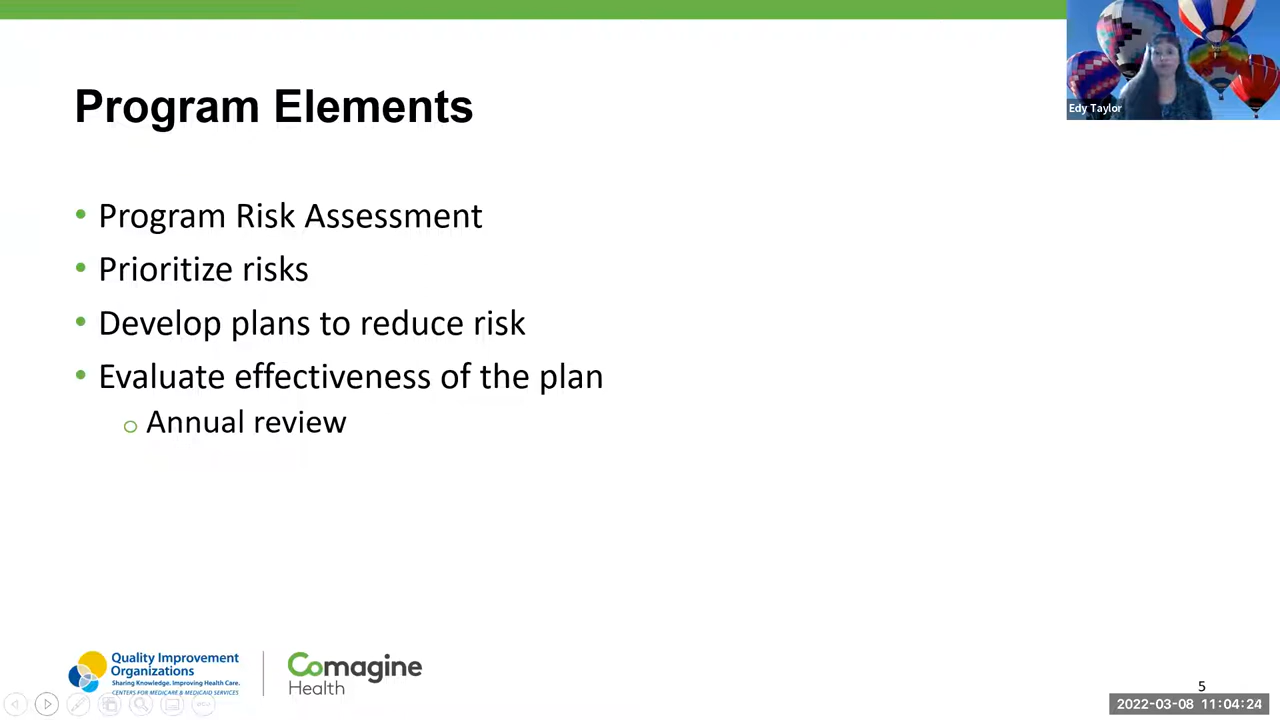 Program Elements
Edy Taylor
• Program Risk Assessment
• Prioritize risks
• Develop plans to reduce risk
• Evaluate effectiveness of the plan
o Annual review
Quality Improvement
Organizations
Sharing Knowledge. Improving Health Care.
CENTERS FOR MEDICARE & MEDICAID SERVICES
Comagine
Health
5
2022-03-08 11:04:24